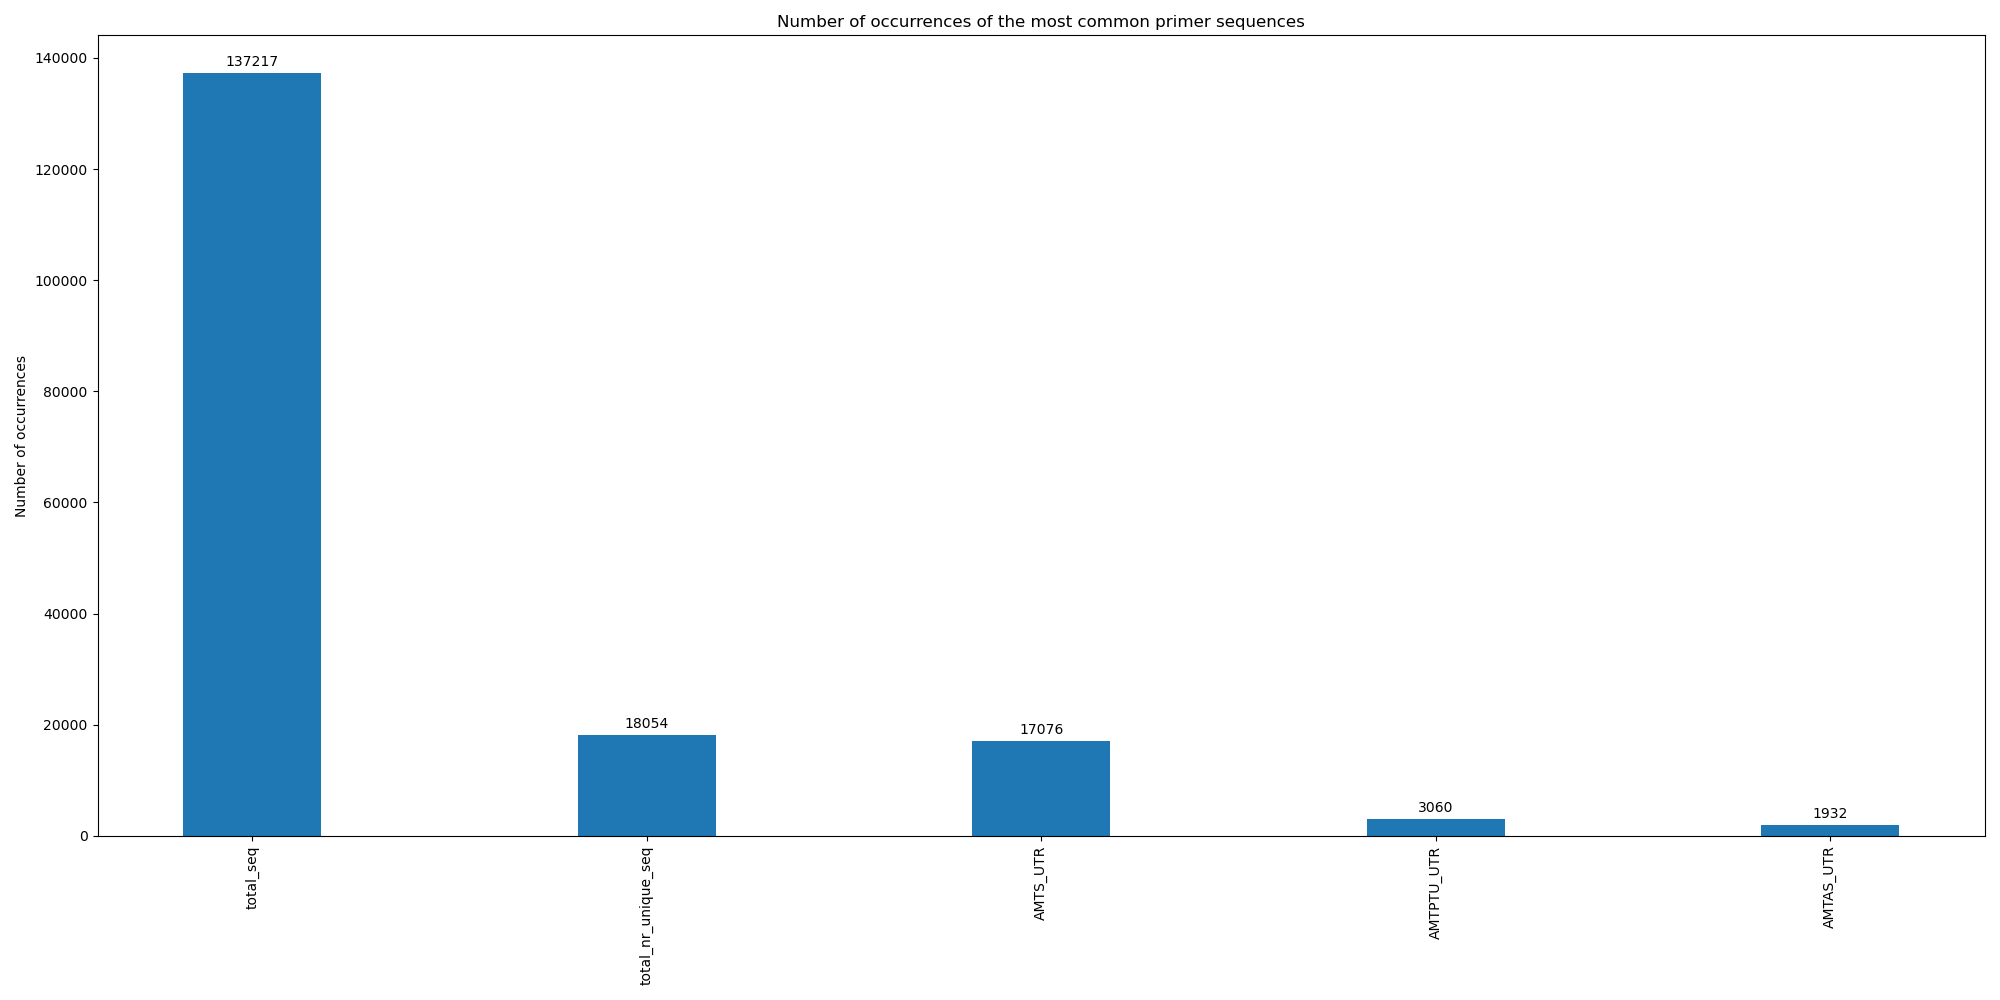 Number of occurrences of the most common primer sequences
Number of occurrences
140000
120000
100000
80000
60000
40000
20000
0
137217
18054
17076
3060
1932
total_seq
total_nr_unique_seq
AMTS_UTR
AMTPTU_UTR
AMTAS_UTR